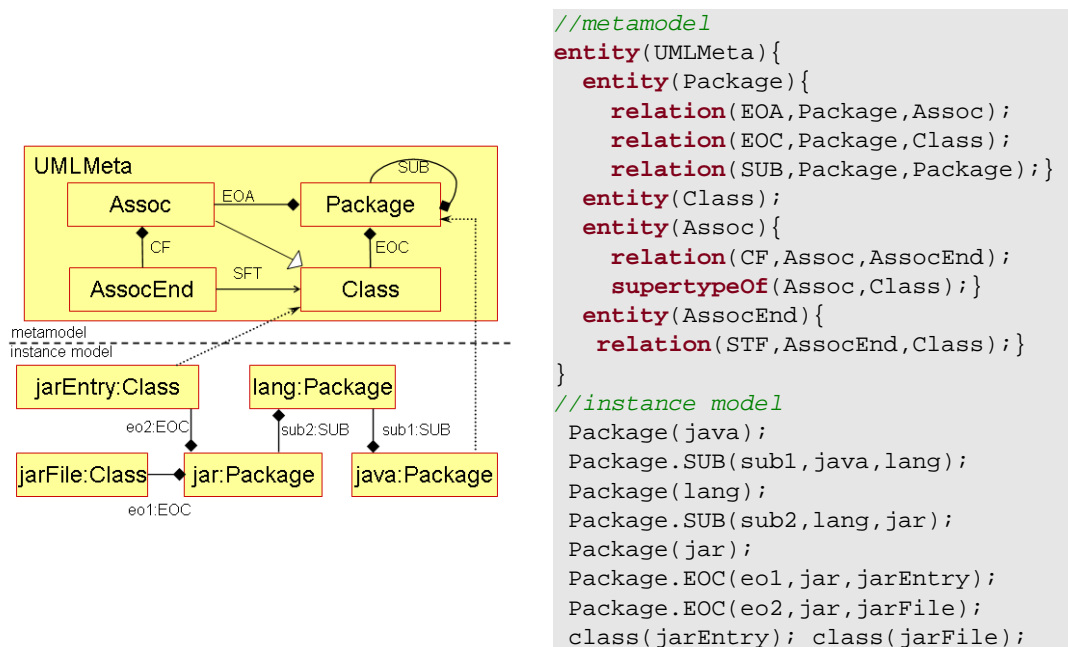 UMLMeta
SUB
Assoc
EOA
Package
CF
EOC
SFT
AssocEnd
Class
metamodel
instance model
jarEntry:Class
lang:Package
eo2:EOC
sub2:SUB
sub1:SUB
jarFile:Class
jar:Package
java:Package
eo1:EOC
//metamodel
entity(UMLMeta){
  entity(Package){
    relation(EOA,Package,Assoc);
    relation(EOC,Package,Class);
    relation(SUB,Package,Package);}
  entity(Class);
  entity(Assoc){
    relation(CF,Assoc,AssocEnd);
    supertypeOf(Assoc,Class);}
  entity(AssocEnd){
   relation(STF,AssocEnd,Class);}
}
//instance model
 Package(java);
 Package.SUB(sub1,java,lang);
 Package(lang);
 Package.SUB(sub2,lang,jar);
 Package(jar);
 Package.EOC(eo1,jar,jarEntry);
 Package.EOC(eo2,jar,jarFile);
 class(jarEntry); class(jarFile);